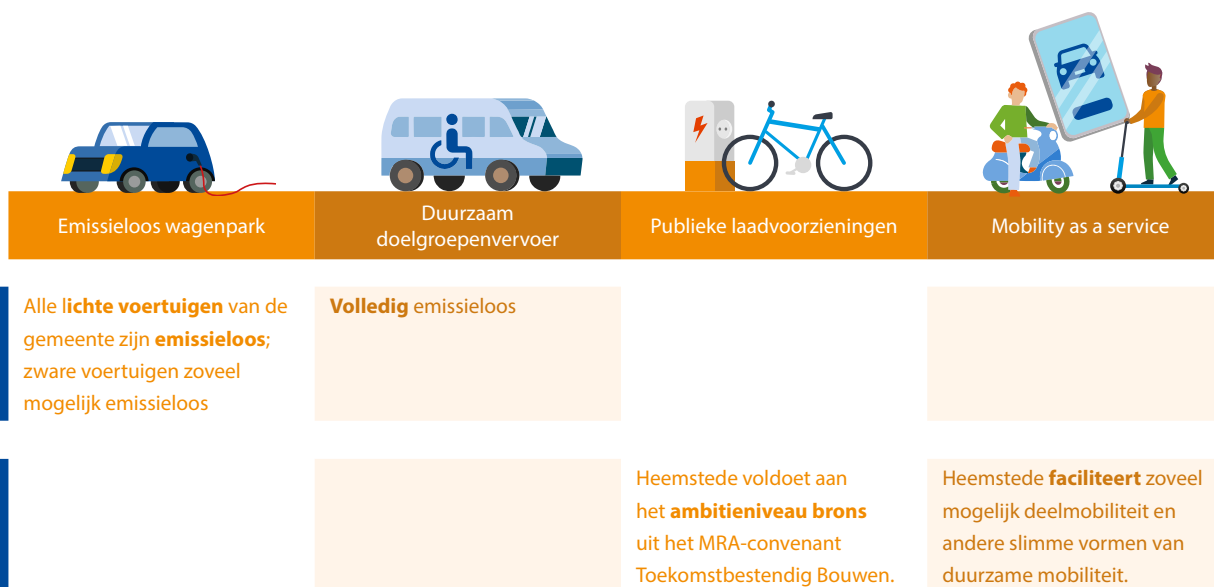 Emissieloos wagenpark
Duurzaam
doelgroepenvervoer
Publieke laadvoorzieningen
Mobility as a service
Alle lichte voertuigen van de
gemeente zijn emissieloos;
zware voertuigen zoveel
mogelijk emissieloos
Volledig emissieloos
Heemstede voldoet aan
het ambitieniveau brons
uit het MRA-convenant
Toekomstbestendig Bouwen.
Heemstede faciliteert zoveel
mogelijk deelmobiliteit en
andere slimme vormen van
duurzame mobiliteit.